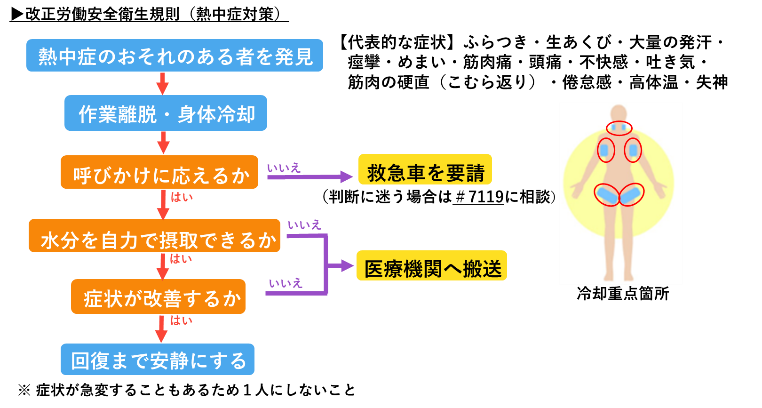 ▶改正労働安全衛生規則（熱中症対策）
熱中症のおそれのある者を発見
【代表的な症状】ふらつき・生あくび・大量の発汗・
痙攣・めまい・筋肉痛・頭痛・不快感・吐き気・
筋肉の硬直（こむら返り）・倦怠感・高体温・失神
作業離脱・身体冷却
呼びかけに応えるか
いいえ
救急車を要請
（判断に迷う場合は＃7119に相談）
はい
水分を自力で摂取できるか
いいえ
医療機関へ搬送
はい
症状が改善するか
いいえ
はい
回復まで安静にする
冷却重点箇所
※ 症状が急変することもあるため１人にしないこと